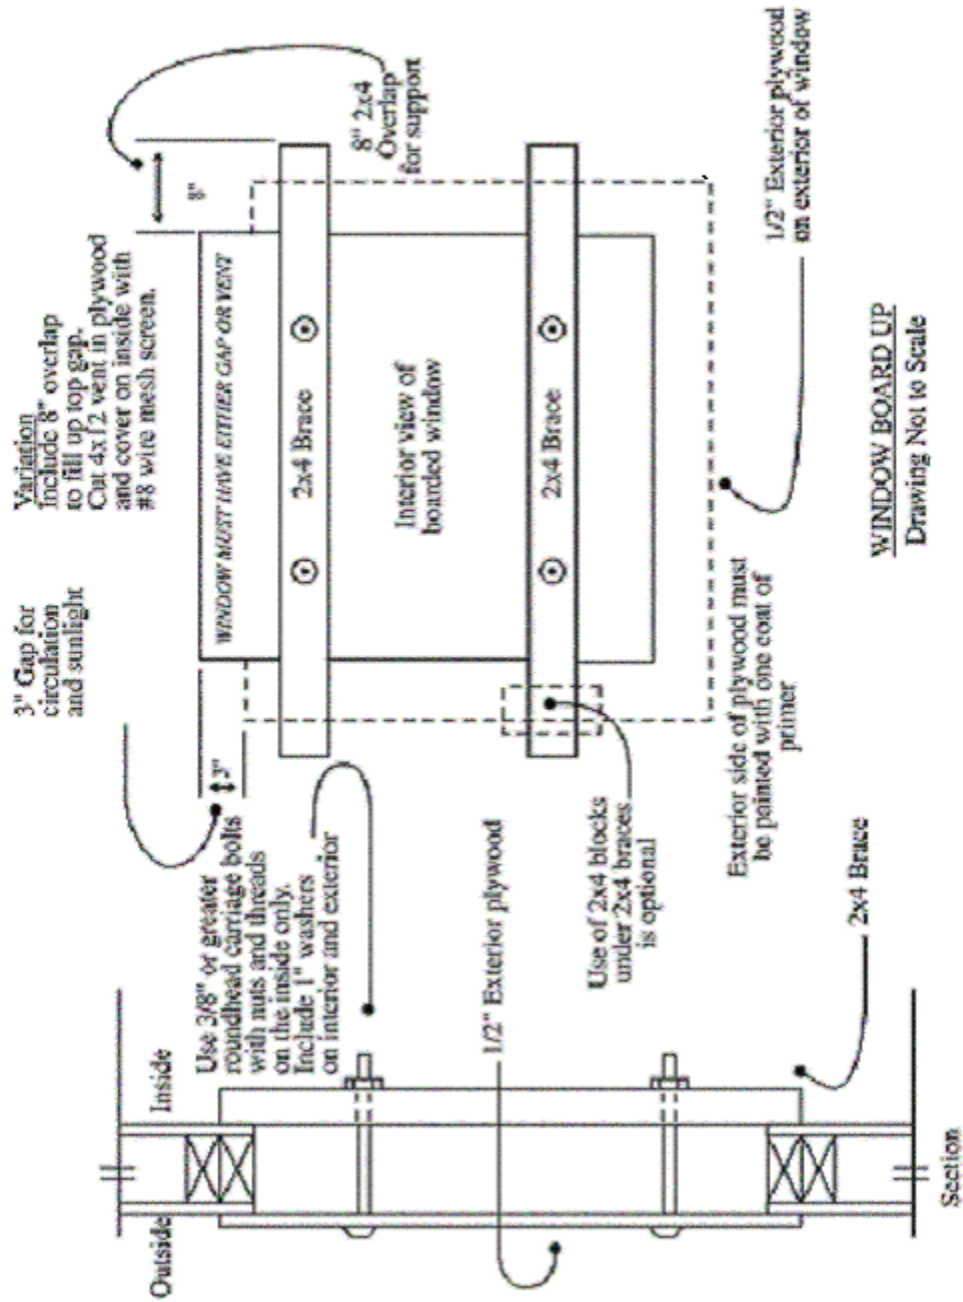 3" Gap for
circulation
and sunlight
Variation
Include 8" overlap
to fill up top gap.
Cut 4x12 vent in plywood
and cover on inside with
#8 wire mesh screen.
8"
3"
8" 2x4
Overlap
for support
WINDOW MUST HAVE EITHER GAP OR VENT
2x4 Brace
Interior view of
boarded window
2x4 Brace
Use 3/8" or greater
roundhead carriage bolts
with nuts and threads
on the inside only.
Include 1" washers
on interior and exterior
Outside
Inside
1/2" Exterior plywood
Use of 2x4 blocks
under 2x4 braces
is optional
Exterior side of plywood must
be painted with one coat of
primer
1/2" Exterior plywood
on exterior of window
2x4 Brace
Section
WINDOW BOARD UP
Drawing Not to Scale